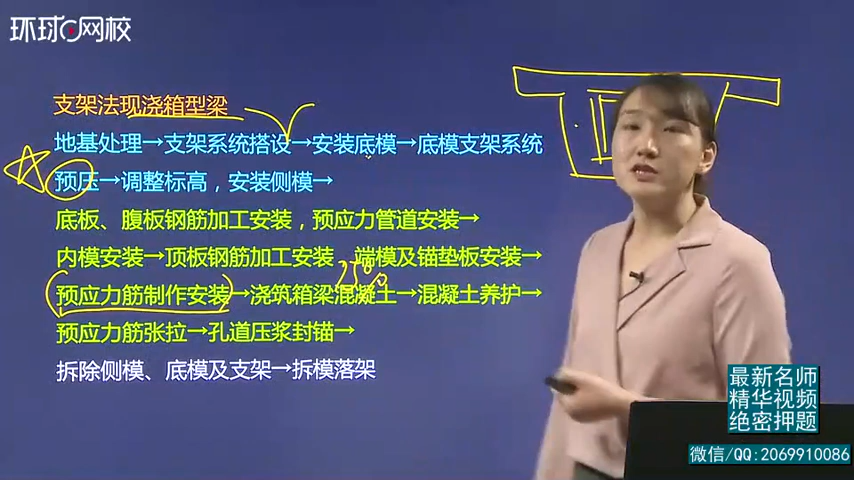 环球网校
支架法现浇箱型梁
地基处理→支架系统搭设→安装底模→底模支架系统
预压→调整标高，安装侧模→
底板、腹板钢筋加工安装，预应力管道安装→
内模安装→顶板钢筋加工安装、端模及锚垫板安装→
预应力筋制作安装→浇筑箱梁混凝土→混凝土养护→
预应力筋张拉→孔道压浆封锚→
拆除侧模、底模及支架→拆模落架
最新名师
精华视频
绝密押题
微信/QQ:2069910086